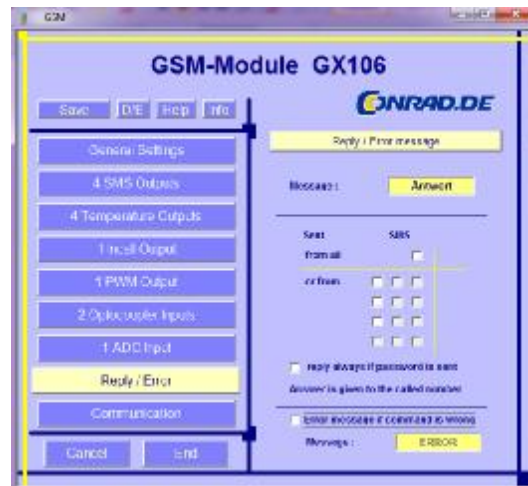 GSM
GSM-Module GX106
CONRAD.DE
Save D/E Help Info
General Settings
4 SMS Outputs
4 Temperature Outputs
1 Incall Output
1 PWM Output
2 Optocoupler Inputs
1 ADC Input
Reply / Error
Communication
Cancel End
Reply / Error message
Message : Antwort
Sent SMS
from all
or from
reply always if password is sent
Answer is given to the called number
Error message if command is wrong
Message : ERROR